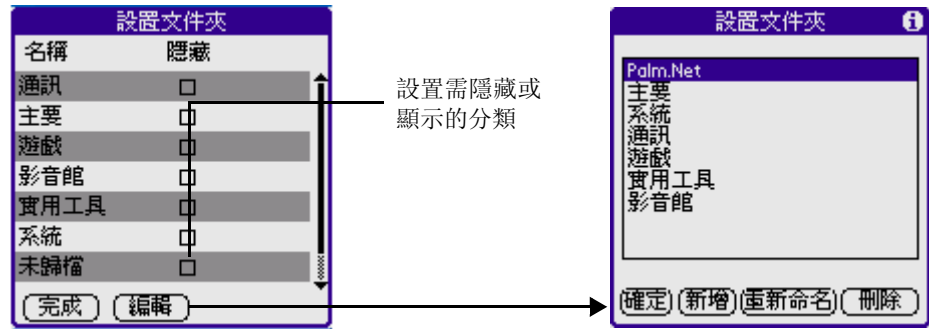 設置文件夾
名稱 隱藏
通訊
主要
遊戲
影音館
實用工具
系統
未歸檔
完成 編輯
設置需隱藏或
顯示的分類
設置文件夾 i
Palm.Net
主要
系統
通訊
遊戲
實用工具
影音館
確定 新增 重新命名 刪除